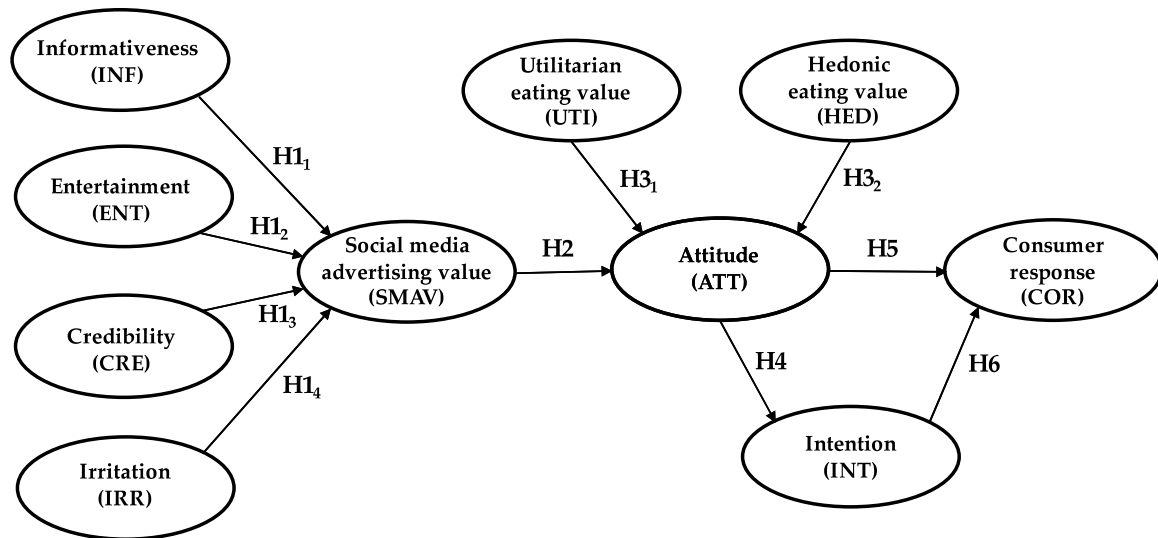 Informativeness
(INF)
Utilitarian
eating value
(UTI)
Hedonic
eating value
(HED)
H1₁
Entertainment
(ENT)
H3₁
H3₂
H1₂
Social media
advertising value
(SMAV)
H2
Attitude
(ATT)
H5
Consumer
response
(COR)
H1₃
Credibility
(CRE)
H1₄
H4
H6
Irritation
(IRR)
Intention
(INT)